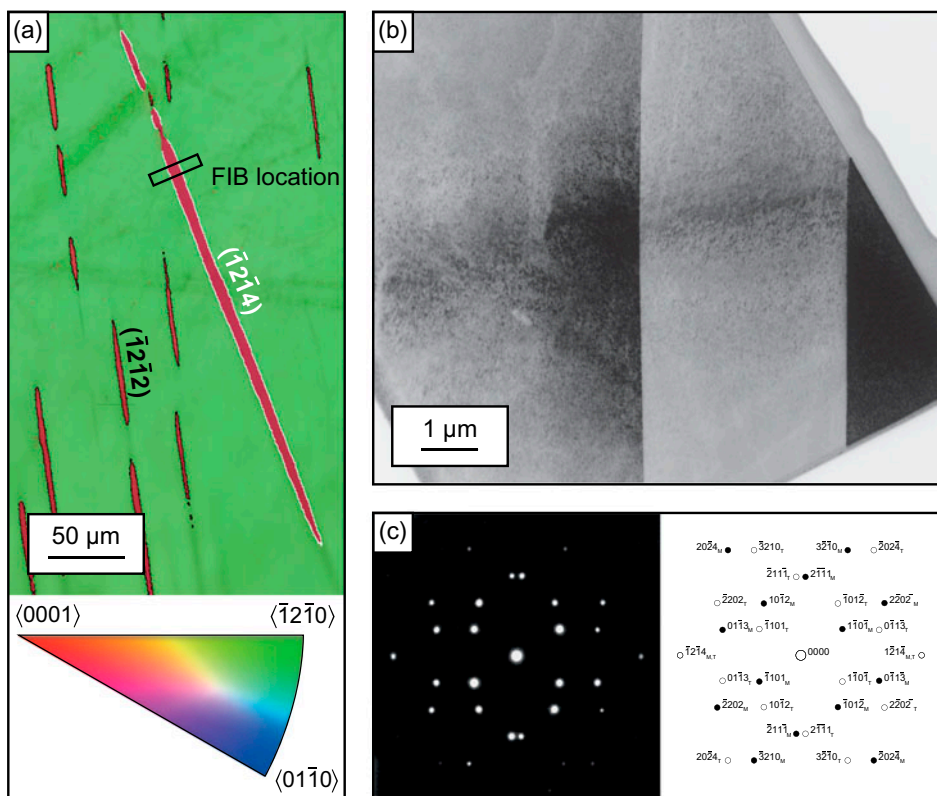 (a)
FIB location
(1̄21̄4)
(1̄21̄2)
50 µm
⟨0001⟩ ⟨1̄21̄0⟩
⟨011̄0⟩
(b)
1 µm
(c)
202̄4M 3̄210T 32̄1̄0M 2̄024̄T
2̄111̄T 21̄1̄1M
2̄202T 101̄2M 1̄012̄T 22̄02̄M
011̄3M 1̄101T 11̄01̄M 01̄13̄T
1̄21̄4M,T 0000 12̄14̄M,T
011̄3T 1̄101M 11̄01̄T 01̄13̄M
2̄202M 101̄2T 1̄012̄M 22̄02̄T
2̄111̄M 21̄1̄1T
202̄4T 3̄210M 32̄1̄0T 2̄024̄M